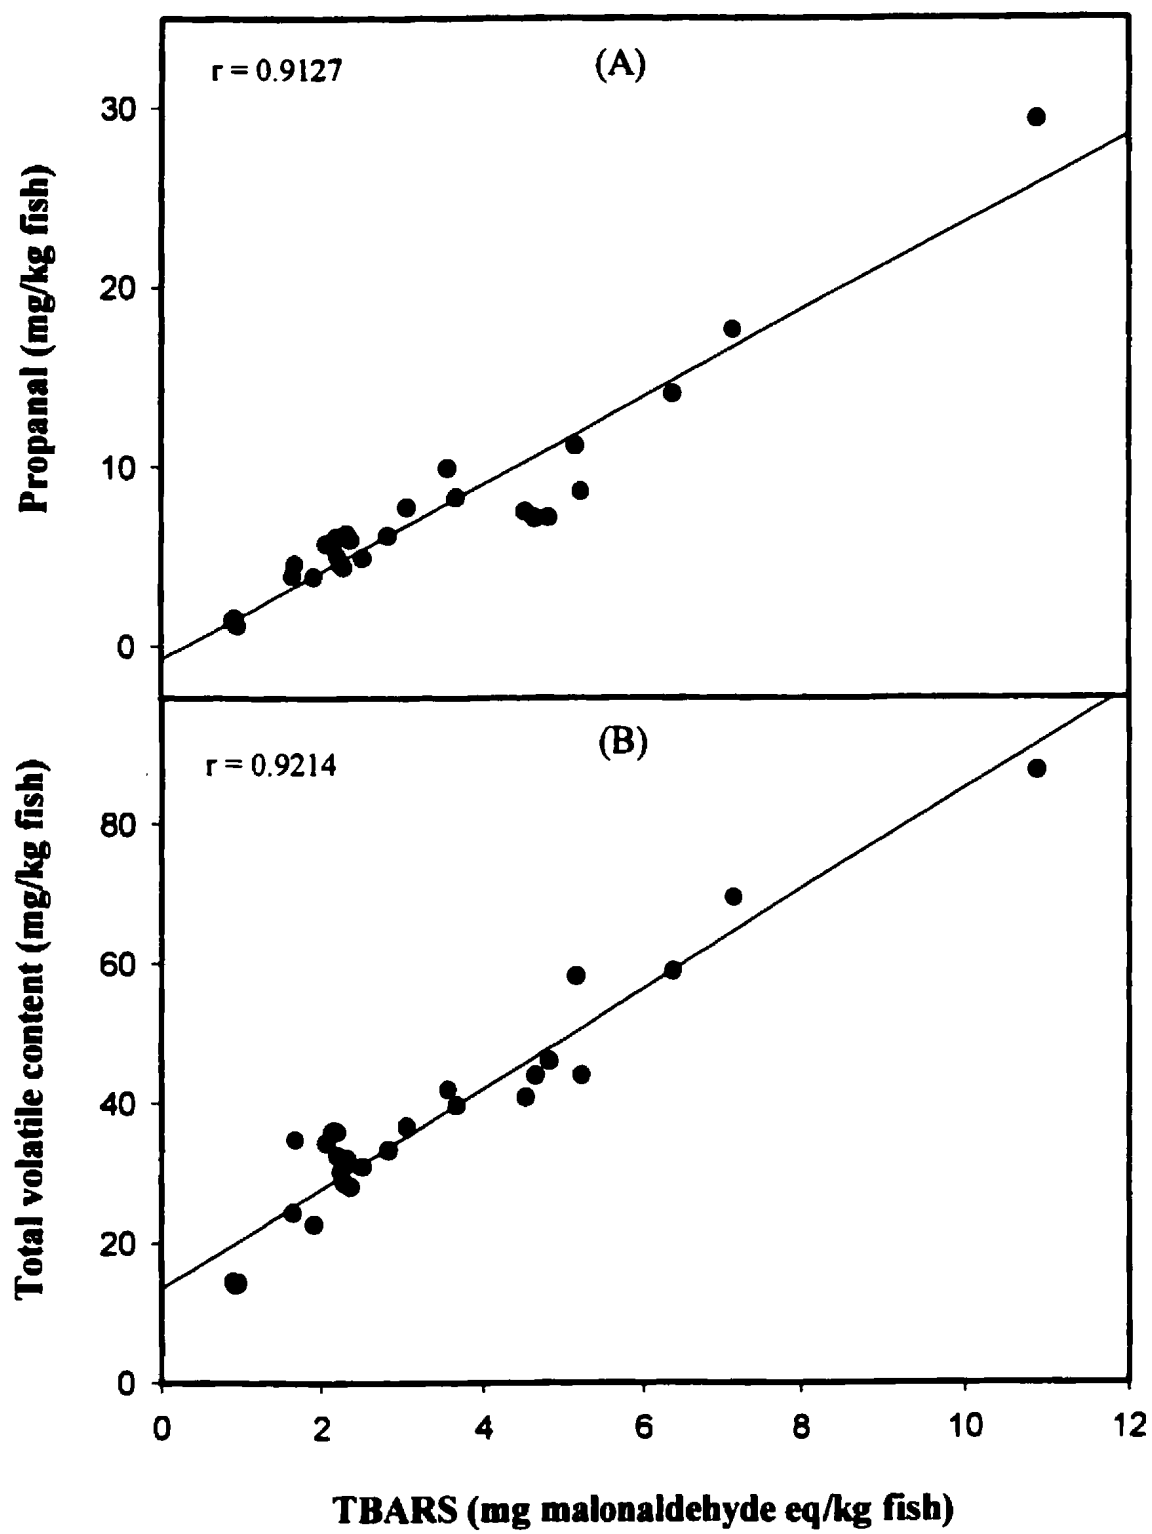 (A)
r = 0.9127
30
20
10
0
Propanal (mg/kg fish)
(B)
r = 0.9214
80
60
40
20
0
Total volatile content (mg/kg fish)
0 2 4 6 8 10 12
TBARS (mg malonaldehyde eq/kg fish)